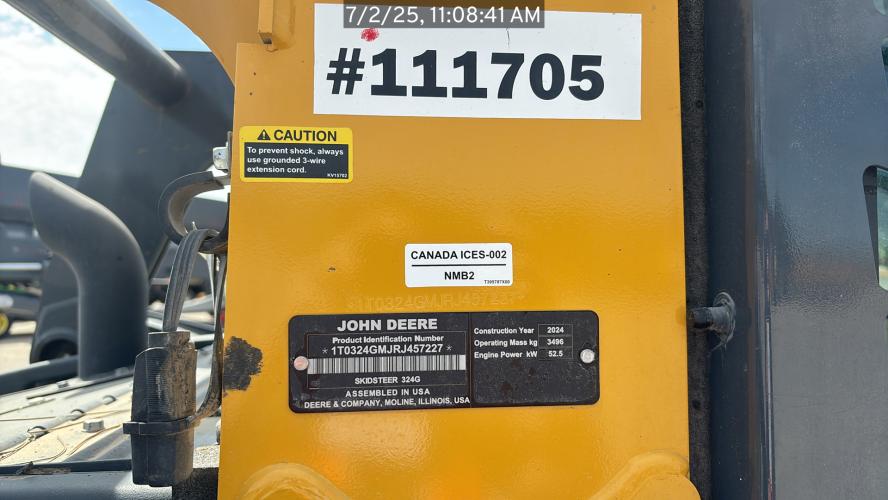 7/2/25, 11:08:41 AM
#111705
CAUTION
To prevent shock, always
use grounded 3-wire
extension cord.
KV15782
CANADA ICES-002
NMB2
1T0324GMJRJ457227
JOHN DEERE
Product Identification Number
*1T0324GMJRJ457227*
SKIDSTEER 324G
ASSEMBLED IN USA
DEERE & COMPANY, MOLINE, ILLINOIS, USA
Construction Year 2024
Operating Mass kg 3496
Engine Power kW 52.5